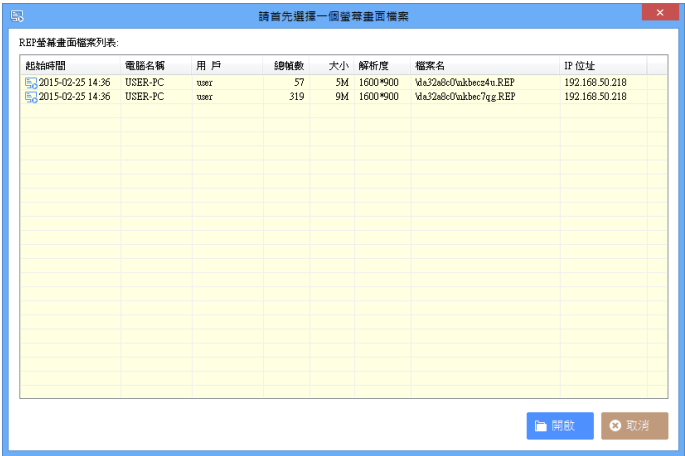 請首先選擇一個螢幕畫面檔案
REP螢幕畫面檔案列表:
起始時間 電腦名稱 用 戶 總幀數 大小 解析度 檔案名 IP 位址
2015-02-25 14:36 USER-PC user 57 5M 1600*900 \da32a8c0\nkbecz4u.REP 192.168.50.218
2015-02-25 14:36 USER-PC user 319 9M 1600*900 \da32a8c0\nkbec7qg.REP 192.168.50.218
開啟 取消